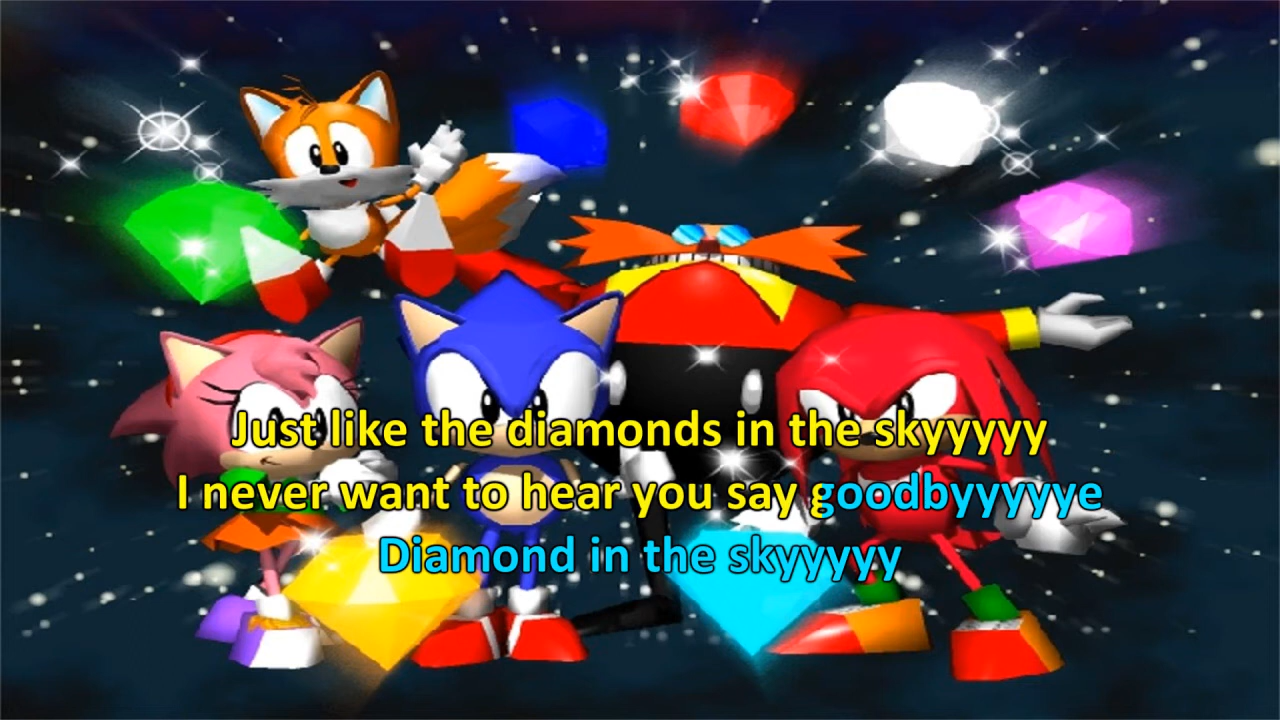 Just like the diamonds in the skyyyyy
I never want to hear you say goodbyyyyye
Diamond in the skyyyyy